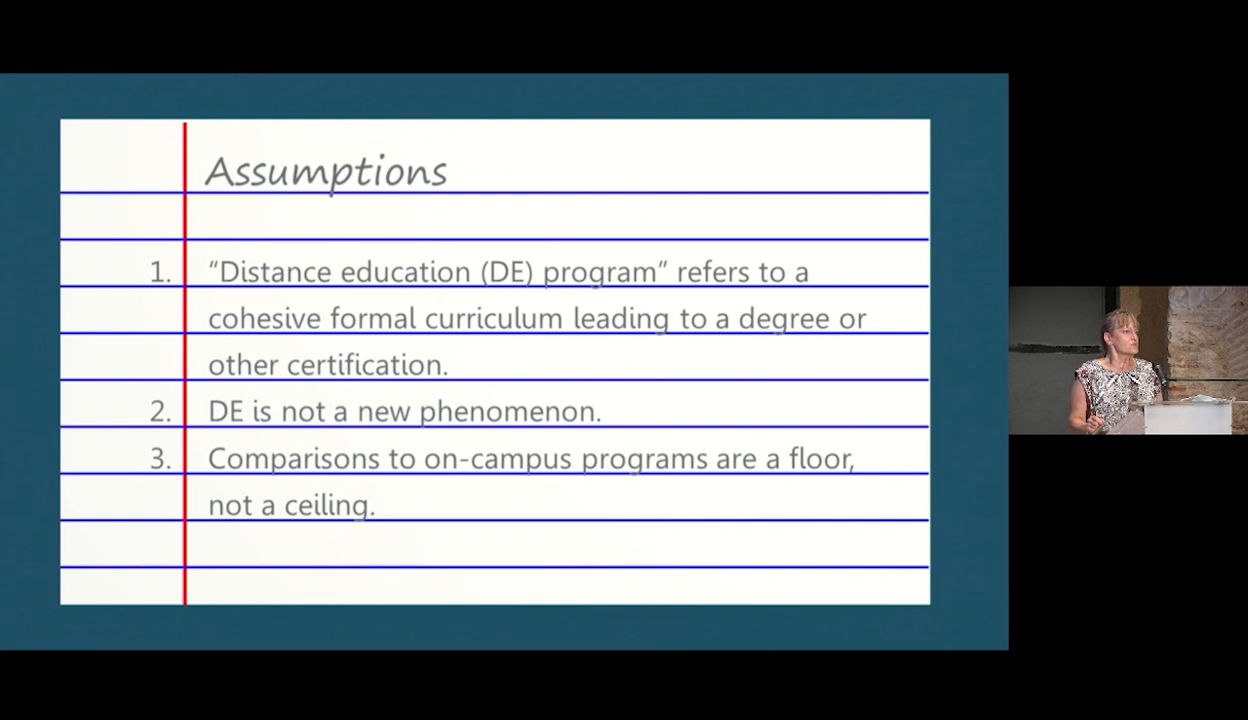 Assumptions
1. “Distance education (DE) program” refers to a
cohesive formal curriculum leading to a degree or
other certification.
2. DE is not a new phenomenon.
3. Comparisons to on-campus programs are a floor,
not a ceiling.